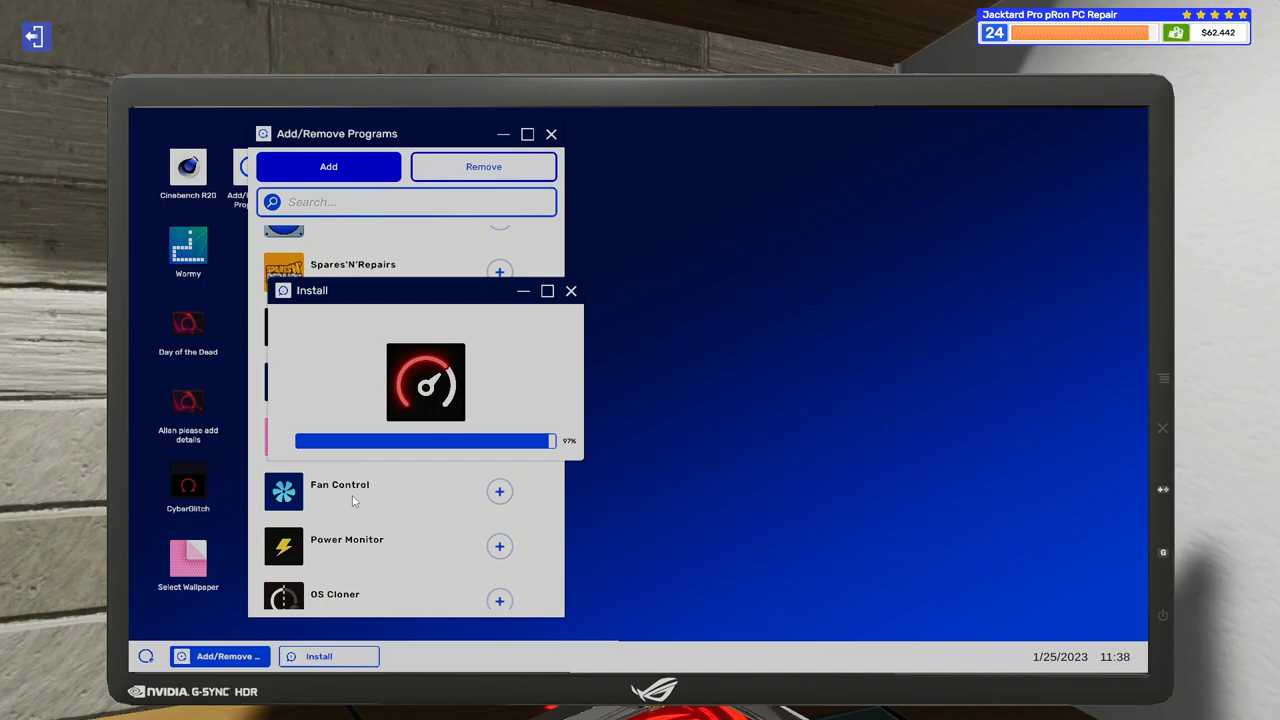 Jacktard Pro pRon PC Repair
24
$62,442
Add/Remove Programs
Add
Remove
Search...
Cinebench R20
Spares'N'Repairs
Wormy
Install
Day of the Daad
97%
Allan please add
details
Fan Control
CyberGlitch
Power Monitor
Select Wallpaper
OS Cloner
Add/Remove ...
Install
1/25/2023 11:38
NVIDIA G-SYNC HDR